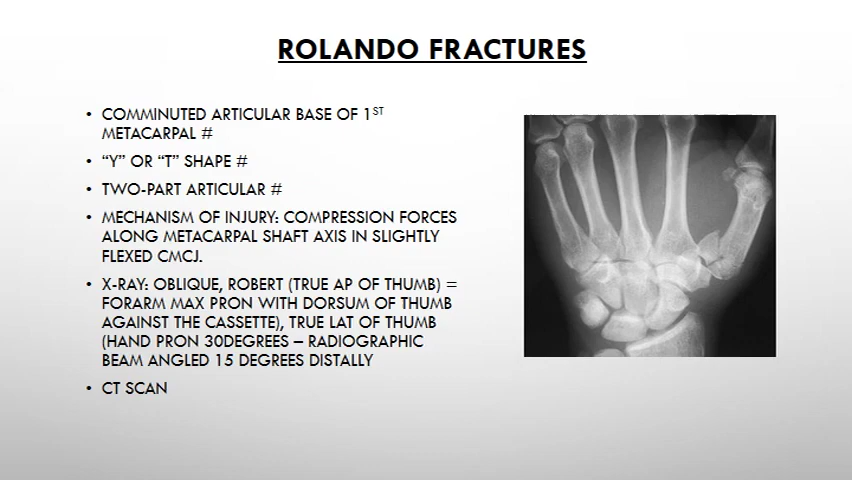 ROLANDO FRACTURES
• COMMINUTED ARTICULAR BASE OF 1ST
METACARPAL #
• “Y” OR “T” SHAPE #
• TWO-PART ARTICULAR #
• MECHANISM OF INJURY: COMPRESSION FORCES
ALONG METACARPAL SHAFT AXIS IN SLIGHTLY
FLEXED CMCJ.
• X-RAY: OBLIQUE, ROBERT (TRUE AP OF THUMB) =
FORARM MAX PRON WITH DORSUM OF THUMB
AGAINST THE CASSETTE), TRUE LAT OF THUMB
(HAND PRON 30DEGREES – RADIOGRAPHIC
BEAM ANGLED 15 DEGREES DISTALLY
• CT SCAN